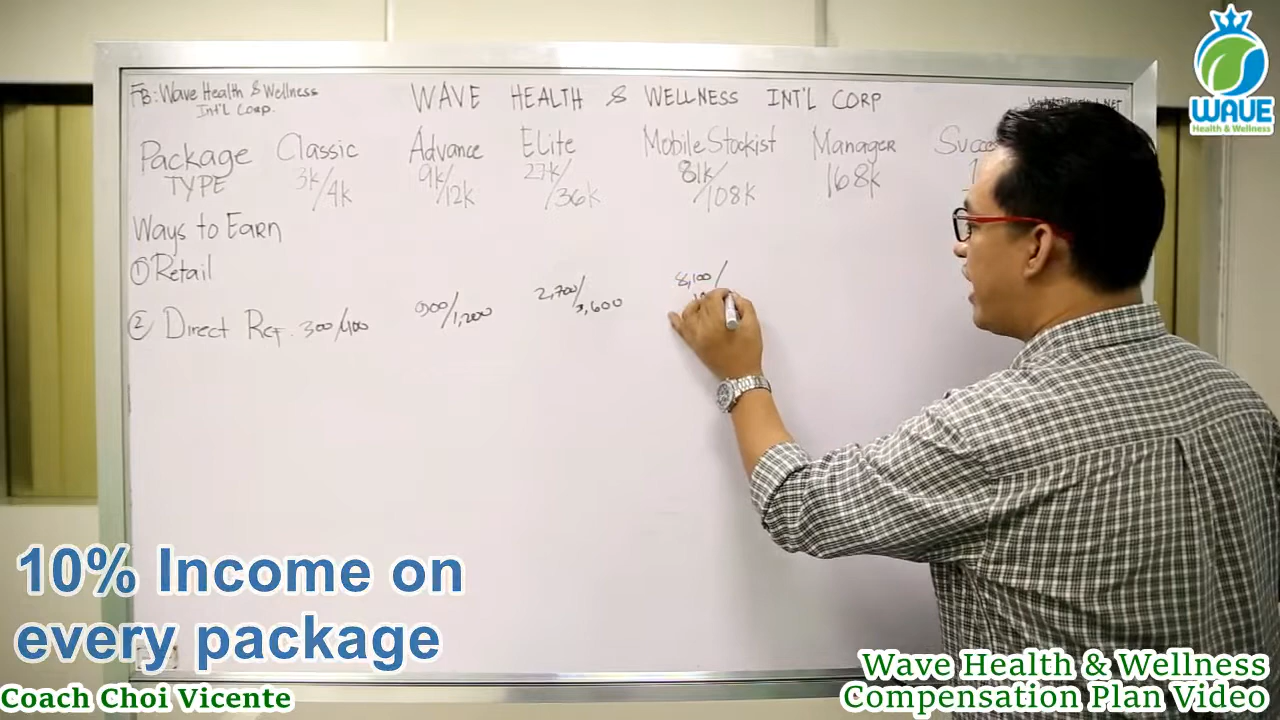 FB: Wave Health & Wellness
Int'l Corp.
WAVE HEALTH & WELLNESS INT'L CORP
Package TYPE
Classic 3k/4k
Advance 9k/12k
Elite 27k/36k
Mobile Stockist 81k/108k
Manager 168k
Ways to Earn
① Retail
② Direct Ref. 300/400 900/1,200 2,700/3,600 8,100/
WAVE
Health & Wellness
10% Income on
every package
Coach Choi Vicente
Wave Health & Wellness
Compensation Plan Video